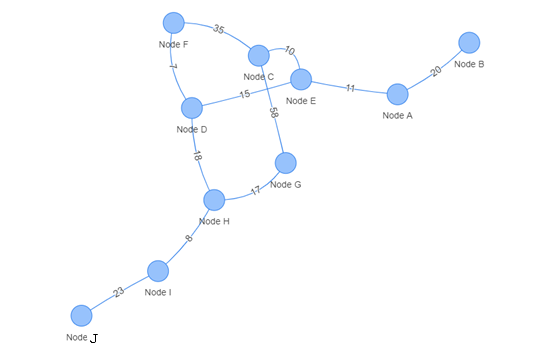 35
Node F
10
Node B
Node C
7
20
Node E
11
15
Node A
58
Node D
18
Node G
17
Node H
8
Node I
23
Node J